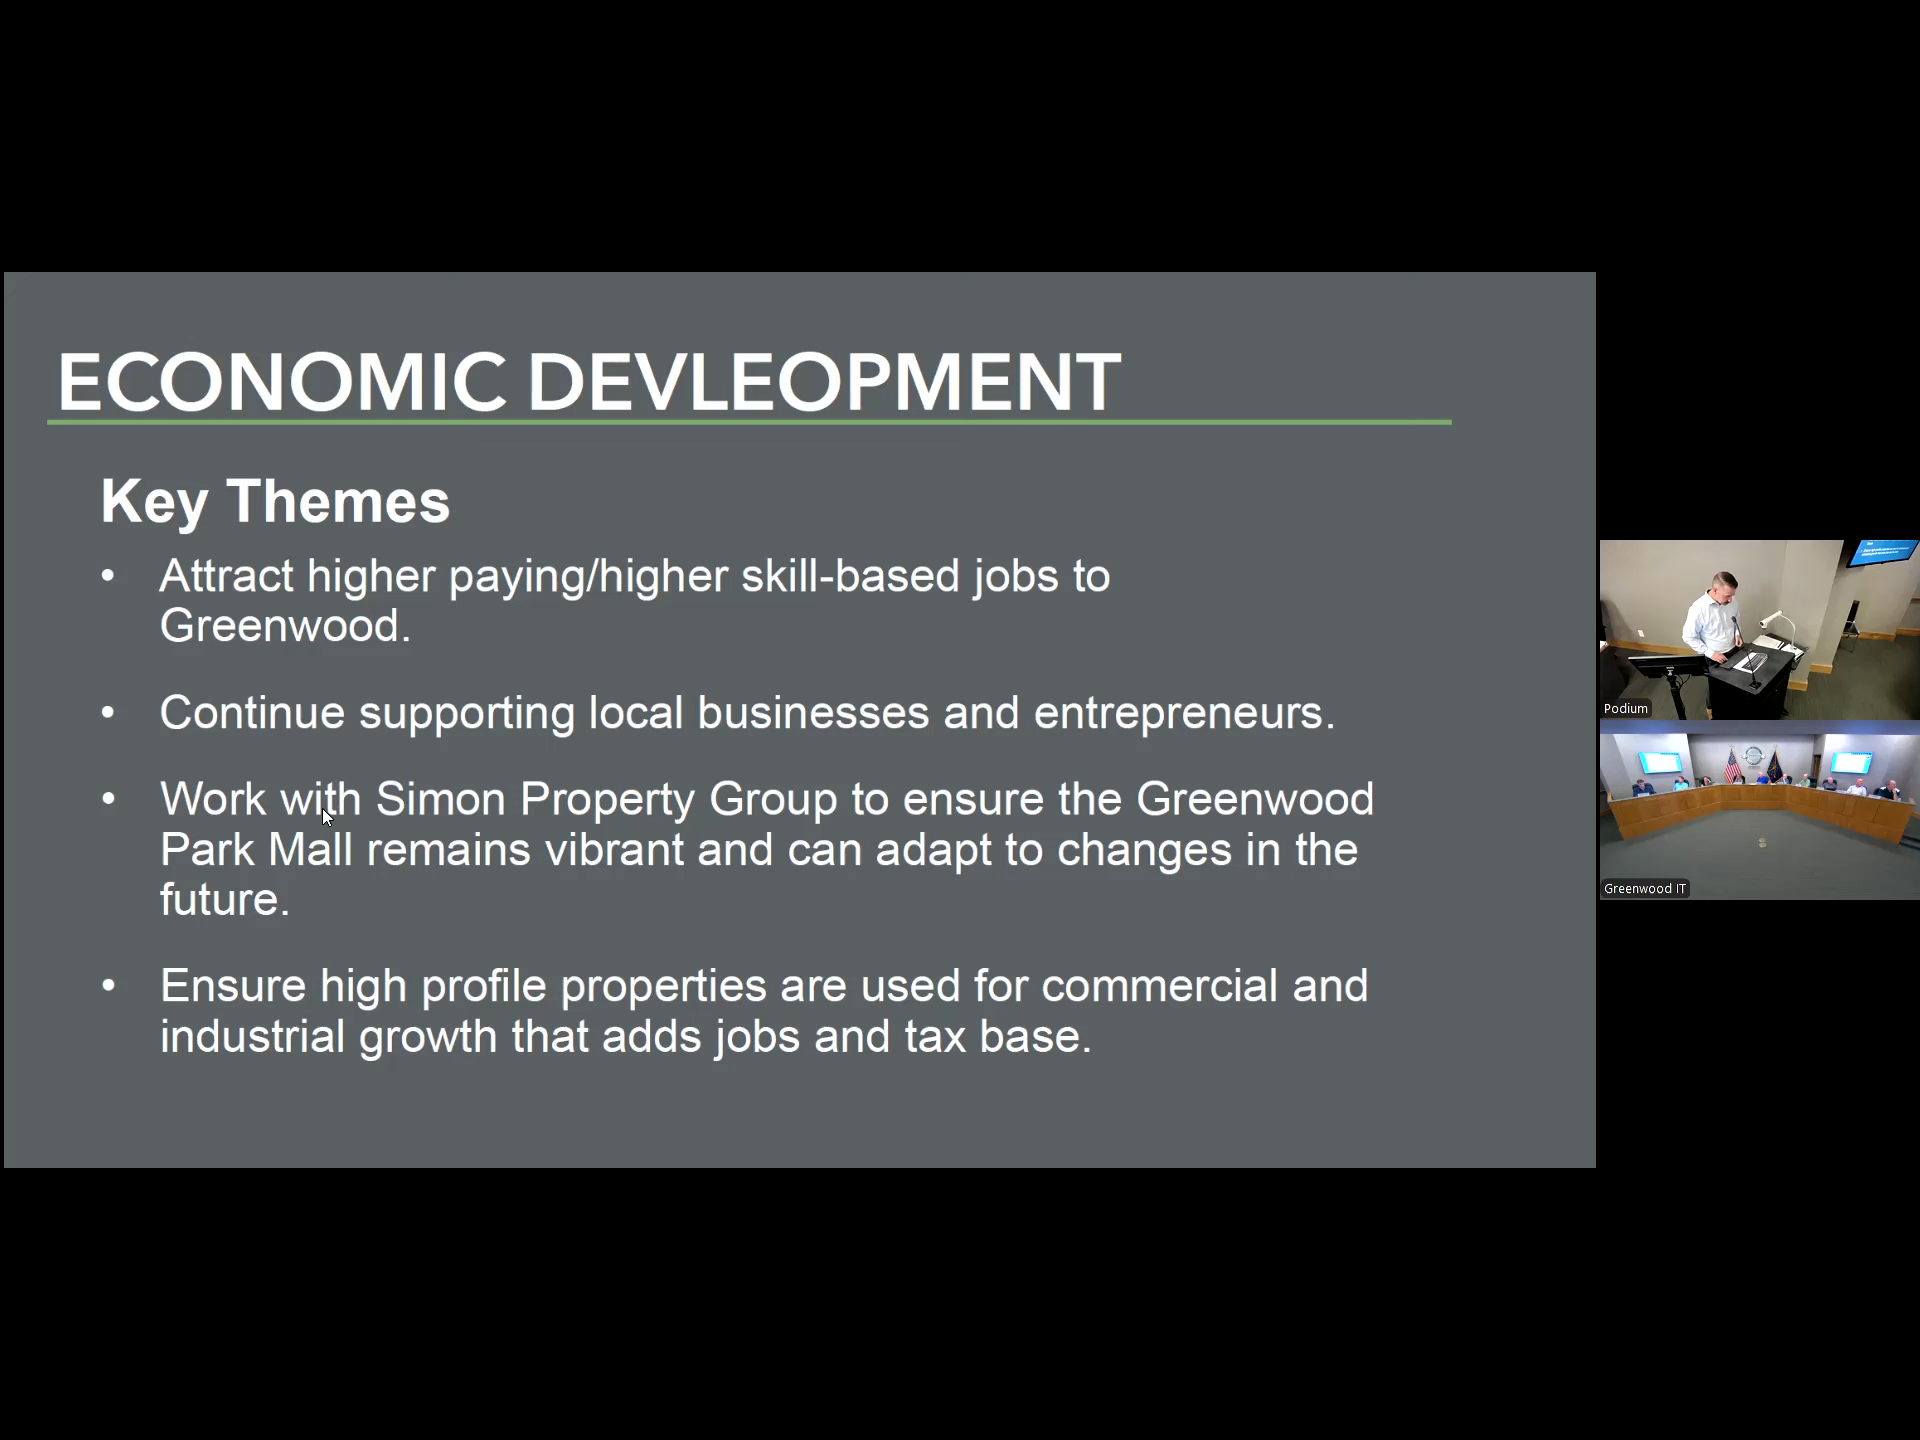 ECONOMIC DEVLEOPMENT
Key Themes
• Attract higher paying/higher skill-based jobs to
Greenwood.
• Continue supporting local businesses and entrepreneurs.
• Work with Simon Property Group to ensure the Greenwood
Park Mall remains vibrant and can adapt to changes in the
future.
• Ensure high profile properties are used for commercial and
industrial growth that adds jobs and tax base.
Podium
Greenwood IT